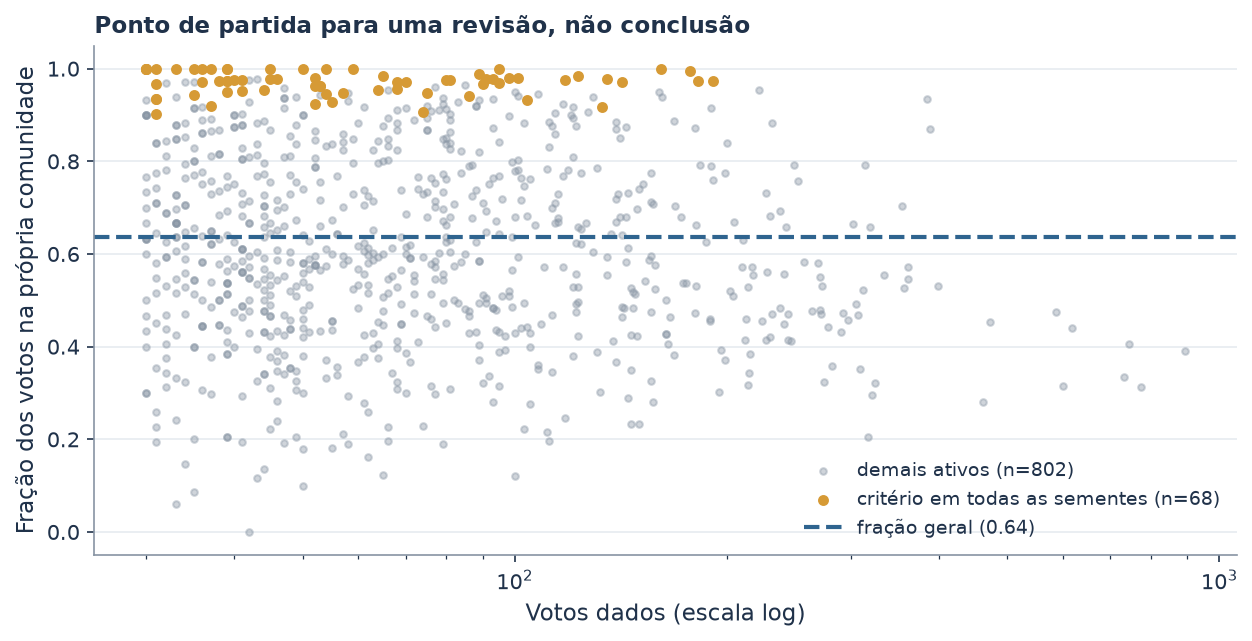 Ponto de partida para uma revisão, não conclusão
Fração dos votos na própria comunidade
1.0
0.8
0.6
0.4
0.2
0.0
demais ativos (n=802)
critério em todas as sementes (n=68)
fração geral (0.64)
10²
10³
Votos dados (escala log)